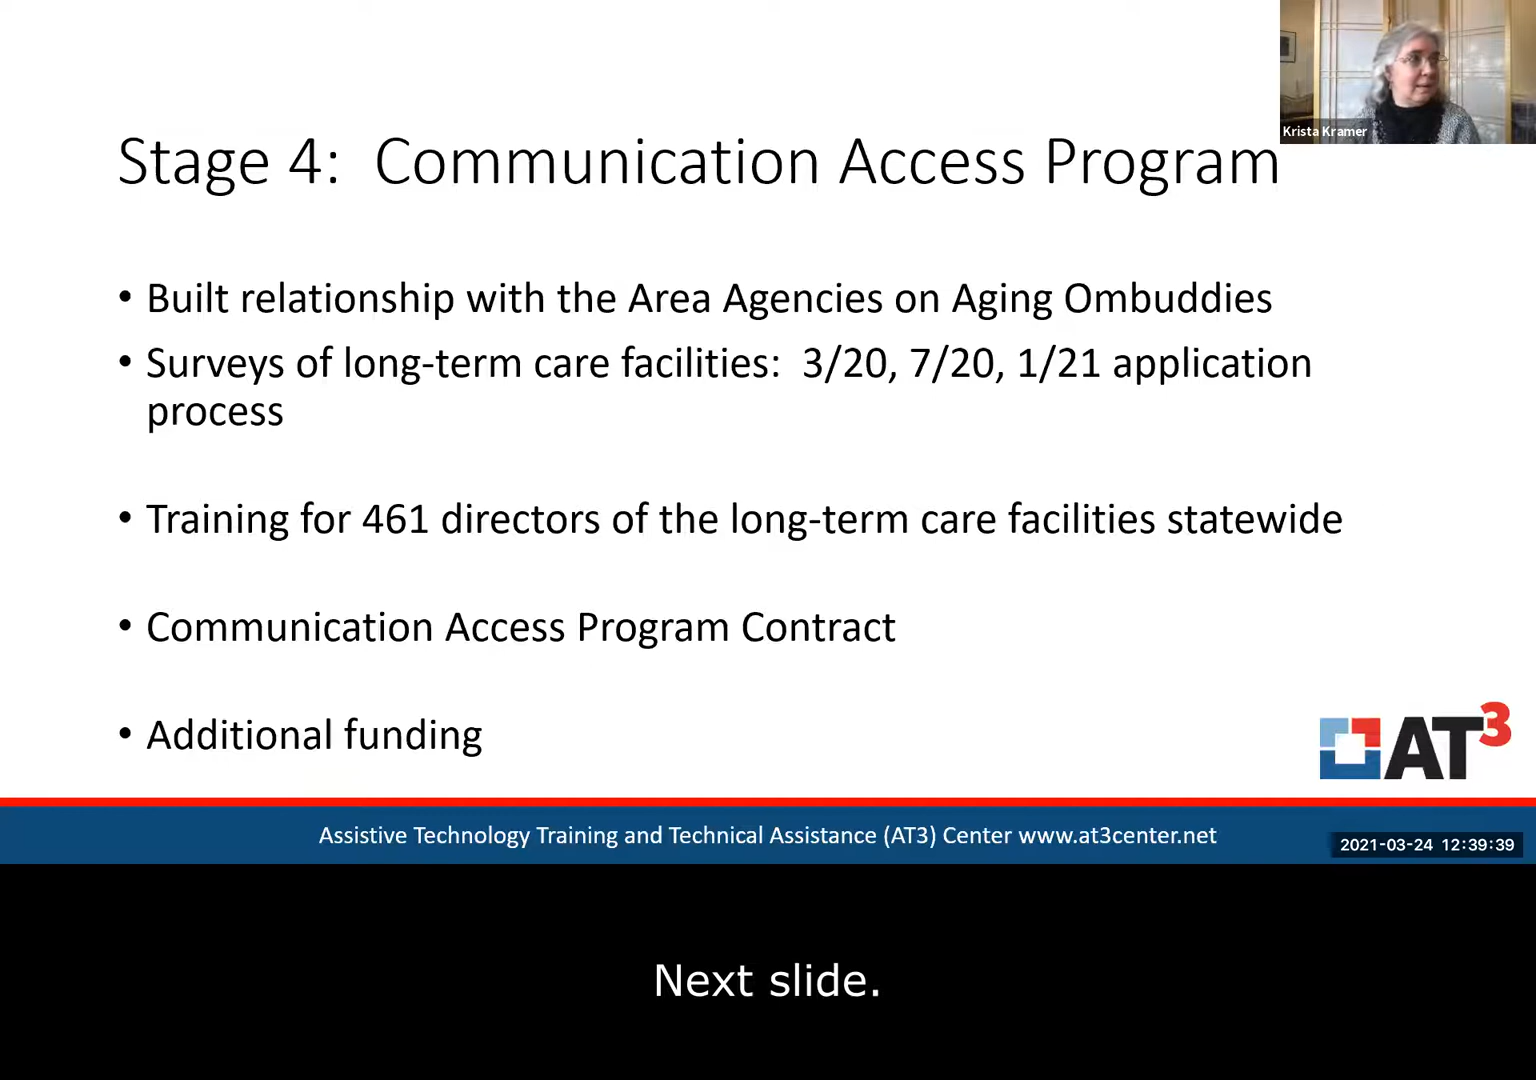 Krista Kramer
Stage 4:  Communication Access Program
• Built relationship with the Area Agencies on Aging Ombuddies
• Surveys of long-term care facilities:  3/20, 7/20, 1/21 application
process
• Training for 461 directors of the long-term care facilities statewide
• Communication Access Program Contract
• Additional funding
AT3
Assistive Technology Training and Technical Assistance (AT3) Center www.at3center.net
2021-03-24 12:39:39
Next slide.